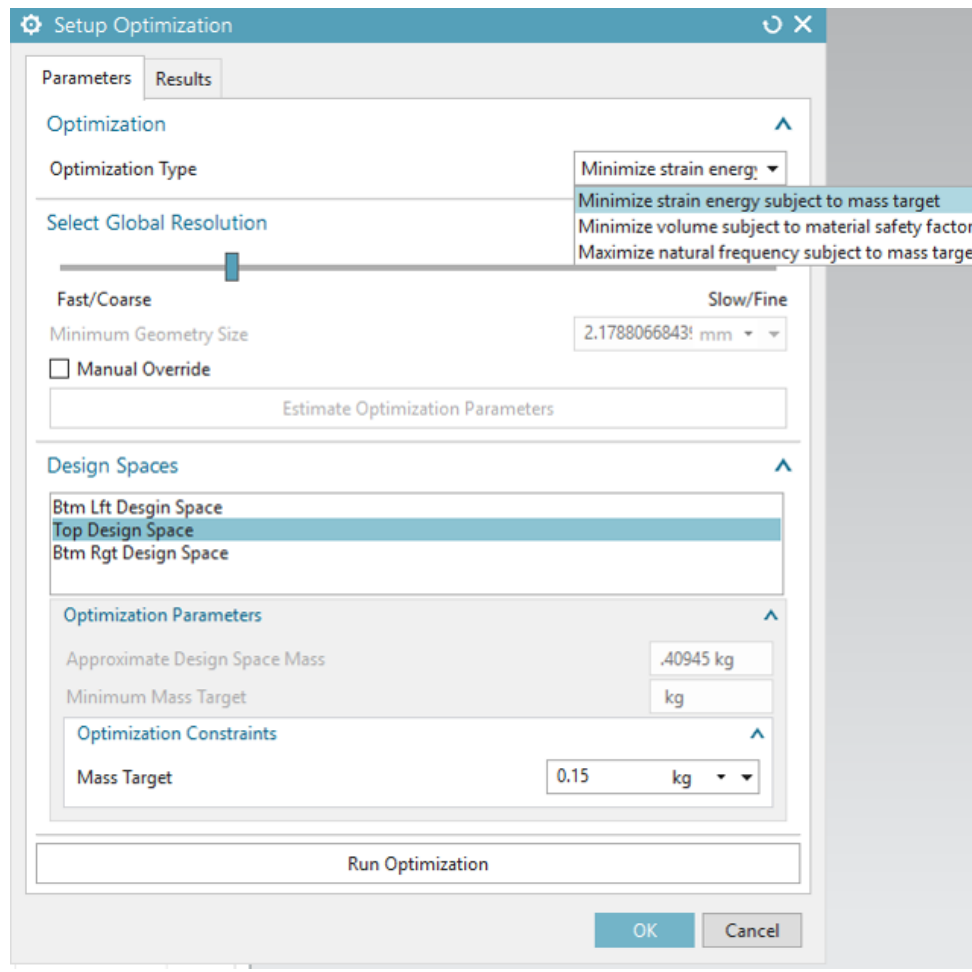 Setup Optimization
Parameters Results
Optimization
Optimization Type Minimize strain energ
Minimize strain energy subject to mass target
Select Global Resolution
Minimize volume subject to material safety factor
Maximize natural frequency subject to mass targe
Fast/Coarse Slow/Fine
Minimum Geometry Size 2.1788066843 mm
Manual Override
Estimate Optimization Parameters
Design Spaces
Btm Lft Desgin Space
Top Design Space
Btm Rgt Design Space
Optimization Parameters
Approximate Design Space Mass .40945 kg
Minimum Mass Target kg
Optimization Constraints
Mass Target 0.15 kg
Run Optimization
OK Cancel